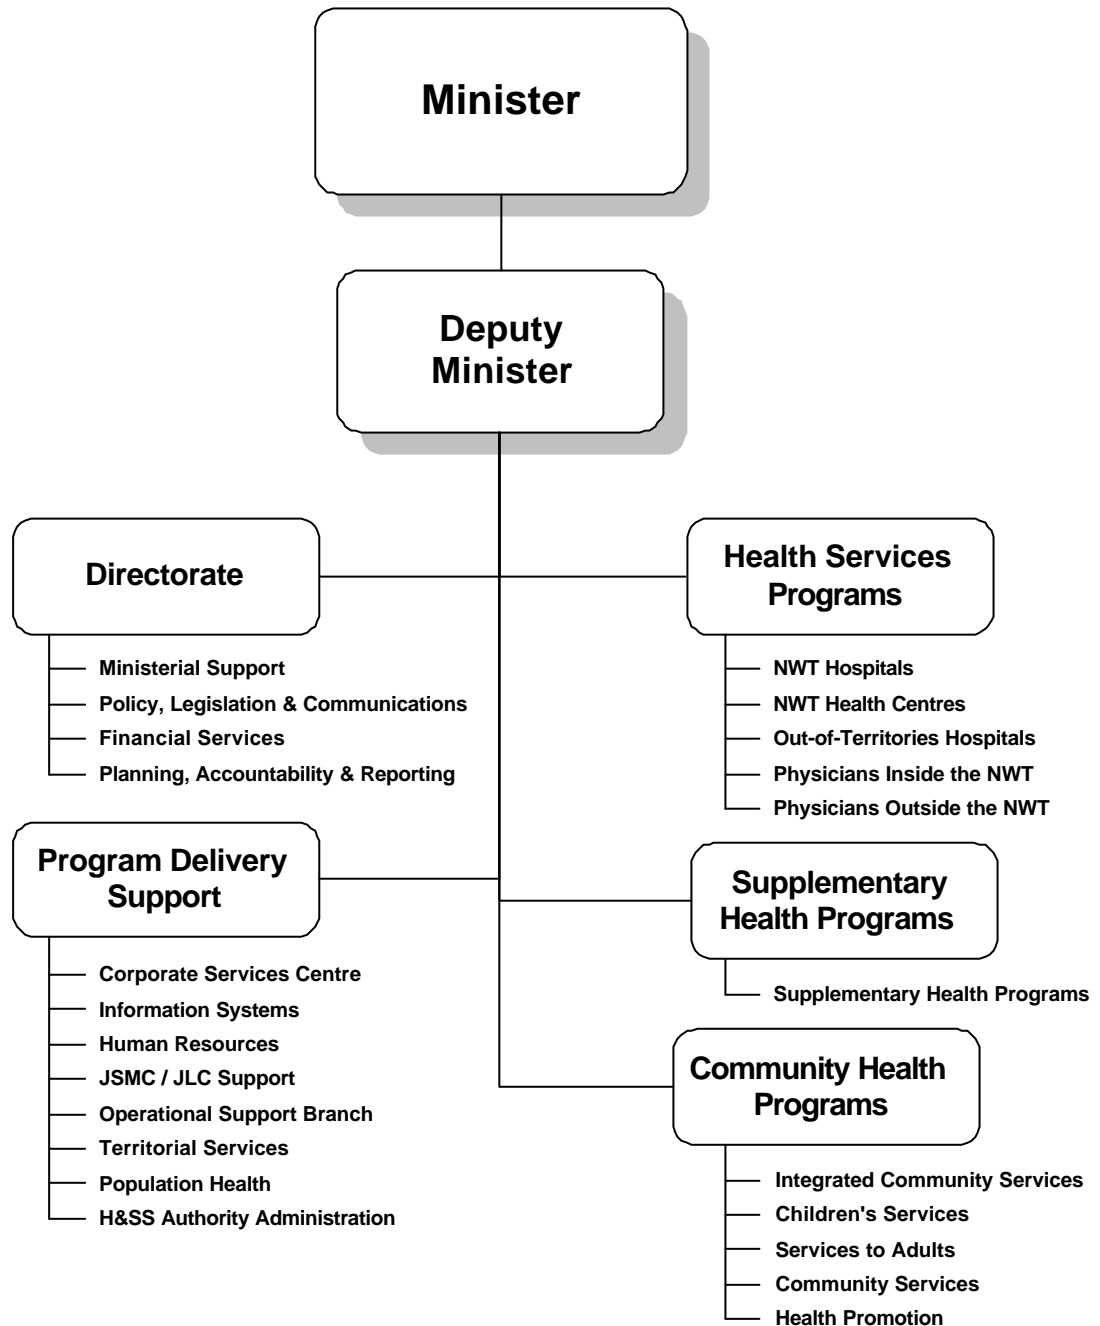 Minister
Deputy
Minister
Directorate
Ministerial Support
Policy, Legislation & Communications
Financial Services
Planning, Accountability & Reporting
Program Delivery
Support
Corporate Services Centre
Information Systems
Human Resources
JSMC / JLC Support
Operational Support Branch
Territorial Services
Population Health
H&SS Authority Administration
Health Services
Programs
NWT Hospitals
NWT Health Centres
Out-of-Territories Hospitals
Physicians Inside the NWT
Physicians Outside the NWT
Supplementary
Health Programs
Supplementary Health Programs
Community Health
Programs
Integrated Community Services
Children's Services
Services to Adults
Community Services
Health Promotion